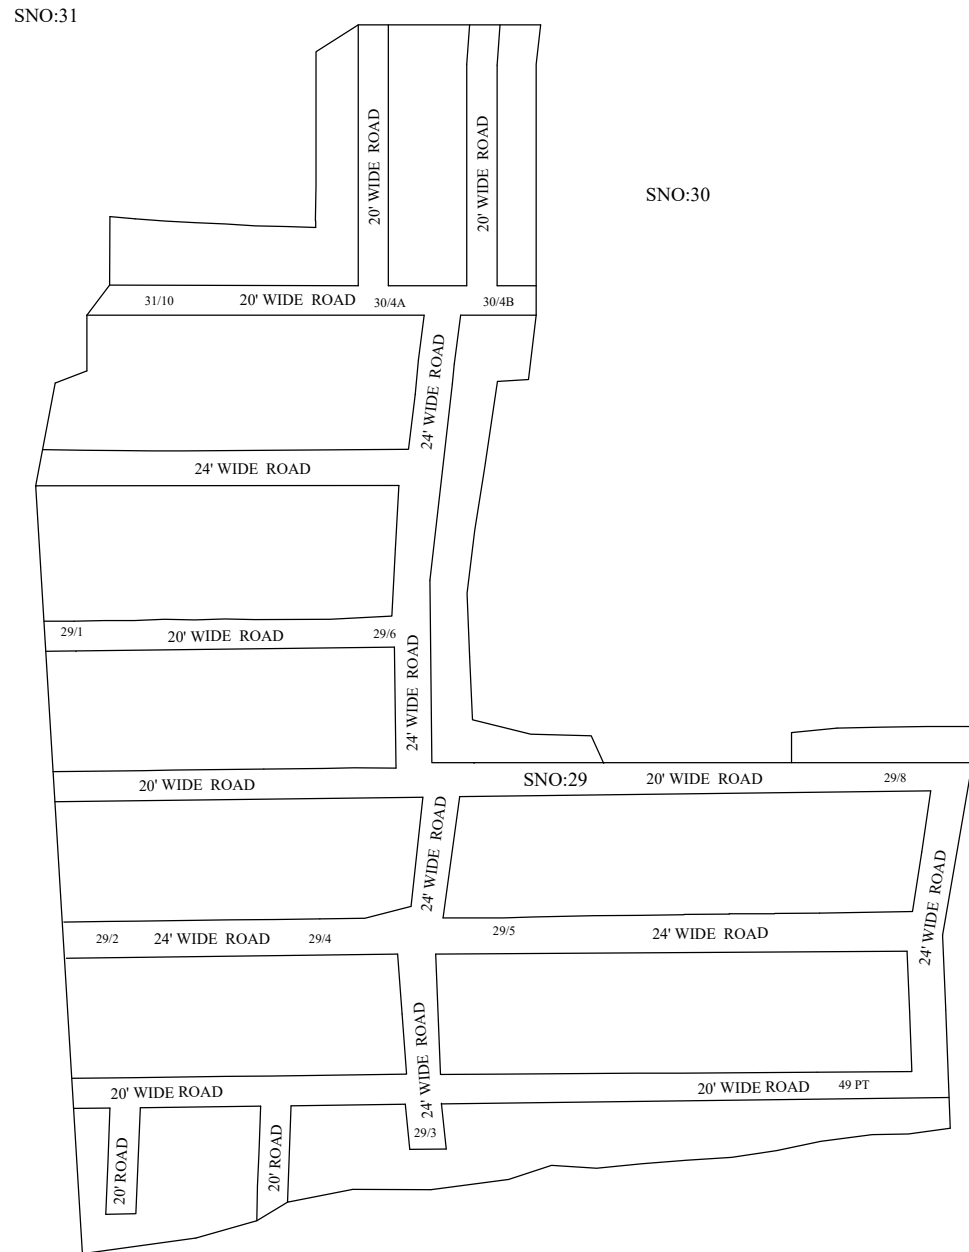 SNO:31
20' WIDE ROAD
20' WIDE ROAD
SNO:30
31/10
20' WIDE ROAD
30/4A
30/4B
24' WIDE ROAD
24' WIDE ROAD
29/1
20' WIDE ROAD
29/6
24' WIDE ROAD
20' WIDE ROAD
SNO:29
20' WIDE ROAD
29/8
24' WIDE ROAD
24' WIDE ROAD
29/2
24' WIDE ROAD
29/4
29/5
24' WIDE ROAD
24' WIDE ROAD
20' WIDE ROAD
20' WIDE ROAD
49 PT
29/3
20' ROAD
20' ROAD